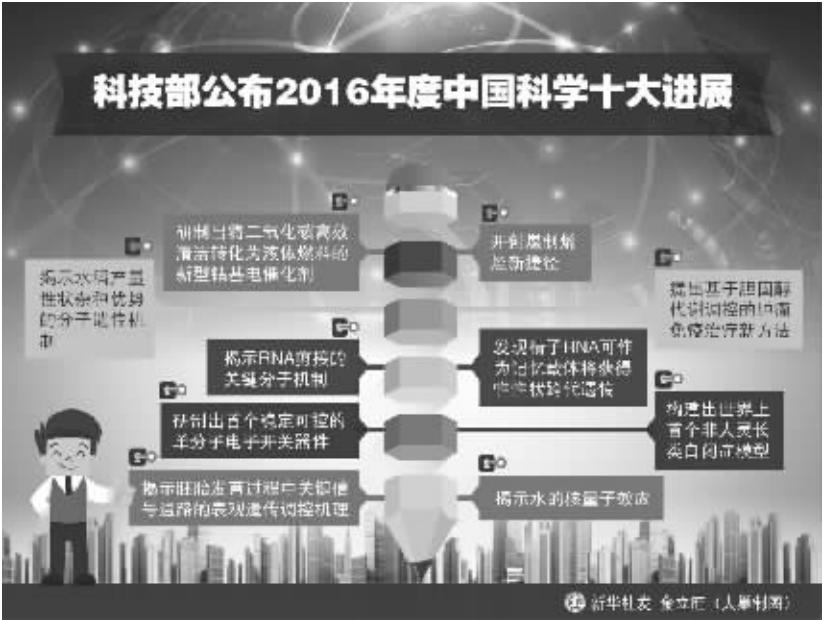 科技部公布2016年度中国科学十大进展
研制出将二氧化碳高效
清洁转化为液体燃料的
新型钴基电催化剂
开创煤制烯
烃新捷径
揭示水稻产量
性状杂种优势
的分子遗传机
制
提出基于胆固醇
代谢调控的肿瘤
免疫治疗新方法
揭示RNA剪接的
关键分子机制
发现精子RNA可作
为记忆载体将获得
性性状跨代遗传
研制出首个稳定可控的
单分子电子开关器件
构建出世界上
首个非人灵长
类自闭症模型
揭示胚胎发育过程中关键信
号通路的表观遗传调控机理
揭示水的核量子效应
新华社发 (大巢制图)